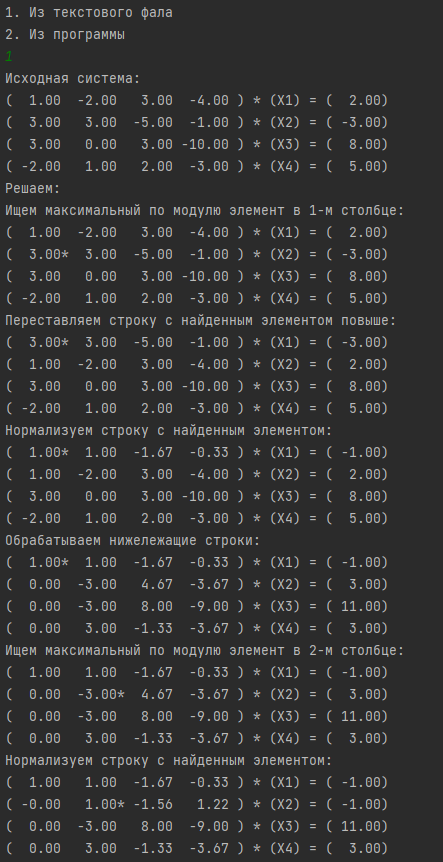 1. Из текстового фала
2. Из программы
1
Исходная система:
(  1.00  -2.00   3.00  -4.00 ) * (X1) = (  2.00)
(  3.00   3.00  -5.00  -1.00 ) * (X2) = ( -3.00)
(  3.00   0.00   3.00 -10.00 ) * (X3) = (  8.00)
( -2.00   1.00   2.00  -3.00 ) * (X4) = (  5.00)
Решаем:
Ищем максимальный по модулю элемент в 1-м столбце:
(  1.00  -2.00   3.00  -4.00 ) * (X1) = (  2.00)
(  3.00*  3.00  -5.00  -1.00 ) * (X2) = ( -3.00)
(  3.00   0.00   3.00 -10.00 ) * (X3) = (  8.00)
( -2.00   1.00   2.00  -3.00 ) * (X4) = (  5.00)
Переставляем строку с найденным элементом повыше:
(  3.00*  3.00  -5.00  -1.00 ) * (X1) = ( -3.00)
(  1.00  -2.00   3.00  -4.00 ) * (X2) = (  2.00)
(  3.00   0.00   3.00 -10.00 ) * (X3) = (  8.00)
( -2.00   1.00   2.00  -3.00 ) * (X4) = (  5.00)
Нормализуем строку с найденным элементом:
(  1.00*  1.00  -1.67  -0.33 ) * (X1) = ( -1.00)
(  1.00  -2.00   3.00  -4.00 ) * (X2) = (  2.00)
(  3.00   0.00   3.00 -10.00 ) * (X3) = (  8.00)
( -2.00   1.00   2.00  -3.00 ) * (X4) = (  5.00)
Обрабатываем нижележащие строки:
(  1.00*  1.00  -1.67  -0.33 ) * (X1) = ( -1.00)
(  0.00  -3.00   4.67  -3.67 ) * (X2) = (  3.00)
(  0.00  -3.00   8.00  -9.00 ) * (X3) = ( 11.00)
(  0.00   3.00  -1.33  -3.67 ) * (X4) = (  3.00)
Ищем максимальный по модулю элемент в 2-м столбце:
(  1.00   1.00  -1.67  -0.33 ) * (X1) = ( -1.00)
(  0.00  -3.00*  4.67  -3.67 ) * (X2) = (  3.00)
(  0.00  -3.00   8.00  -9.00 ) * (X3) = ( 11.00)
(  0.00   3.00  -1.33  -3.67 ) * (X4) = (  3.00)
Нормализуем строку с найденным элементом:
(  1.00   1.00  -1.67  -0.33 ) * (X1) = ( -1.00)
( -0.00   1.00* -1.56   1.22 ) * (X2) = ( -1.00)
(  0.00  -3.00   8.00  -9.00 ) * (X3) = ( 11.00)
(  0.00   3.00  -1.33  -3.67 ) * (X4) = (  3.00)